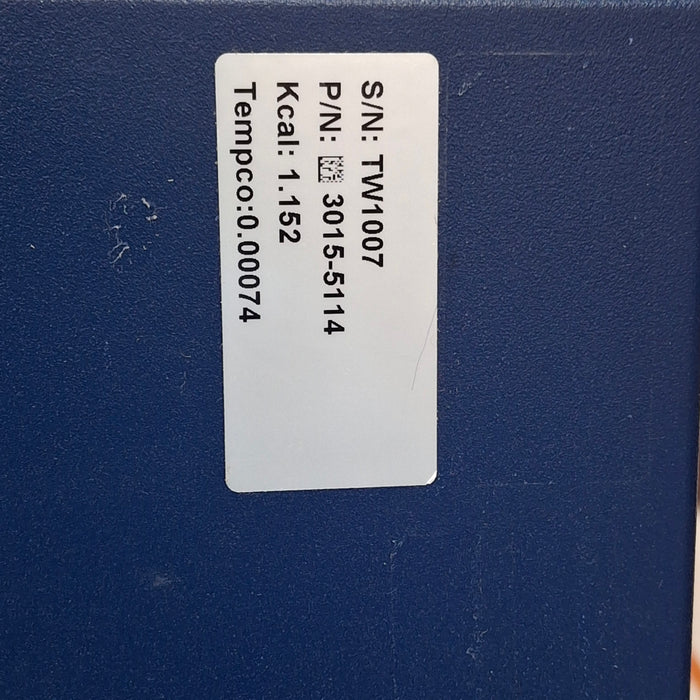 S/N: TW1007
P/N: 3015-5114
Kcal: 1.152
Tempco:0.00074